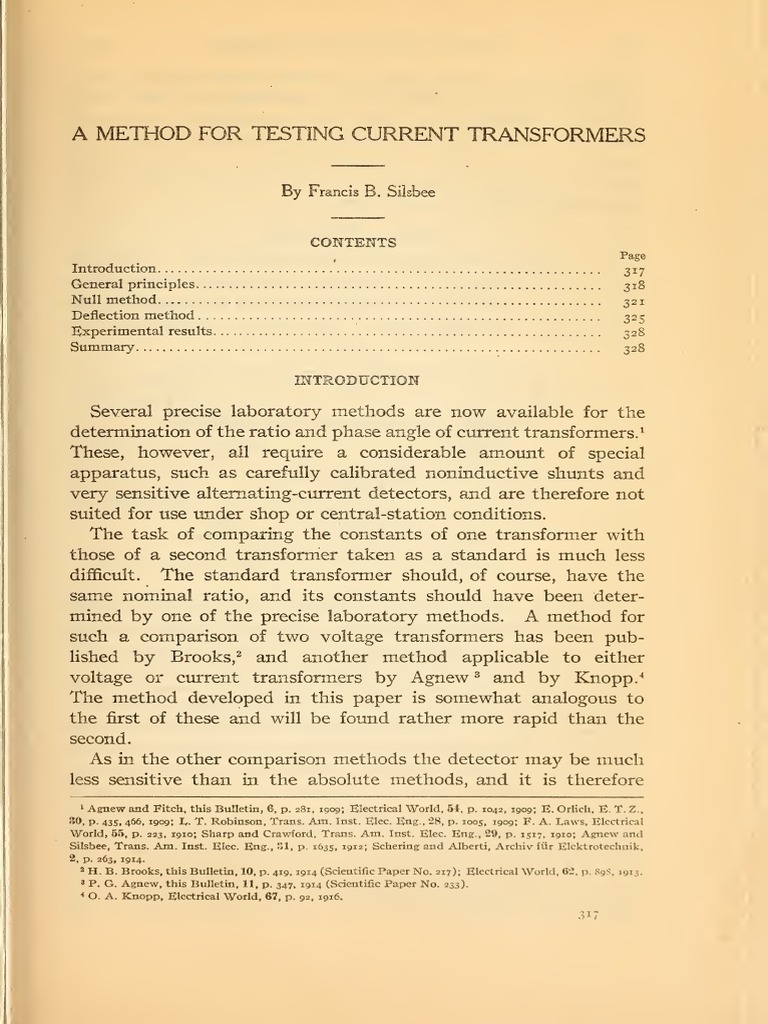 A METHOD FOR TESTING CURRENT TRANSFORMERS
By Francis B. Silsbee
CONTENTS
Page
Introduction................................................................ 317
General principles.......................................................... 318
Null method................................................................. 321
Deflection method........................................................... 325
Experimental results........................................................ 328
Summary..................................................................... 328
INTRODUCTION
Several precise laboratory methods are now available for the
determination of the ratio and phase angle of current transformers.¹
These, however, all require a considerable amount of special
apparatus, such as carefully calibrated noninductive shunts and
very sensitive alternating-current detectors, and are therefore not
suited for use under shop or central-station conditions.
The task of comparing the constants of one transformer with
those of a second transformer taken as a standard is much less
difficult. The standard transformer should, of course, have the
same nominal ratio, and its constants should have been deter-
mined by one of the precise laboratory methods. A method for
such a comparison of two voltage transformers has been pub-
lished by Brooks,² and another method applicable to either
voltage or current transformers by Agnew ³ and by Knopp.⁴
The method developed in this paper is somewhat analogous to
the first of these and will be found rather more rapid than the
second.
As in the other comparison methods the detector may be much
less sensitive than in the absolute methods, and it is therefore
¹ Agnew and Fitch, this Bulletin, 6, p. 281, 1909; Electrical World, 54, p. 1042, 1909; E. Orlich, E. T. Z.,
30, p. 435, 466, 1909; L. T. Robinson, Trans. Am. Inst. Elec. Eng., 28, p. 1005, 1909; F. A. Laws, Electrical
World, 55, p. 223, 1910; Sharp and Crawford, Trans. Am. Inst. Elec. Eng., 29, p. 1517, 1910; Agnew and
Silsbee, Trans. Am. Inst. Elec. Eng., 31, p. 1635, 1912; Schering and Alberti, Archiv für Elektrotechnik,
2, p. 263, 1914.
² H. B. Brooks, this Bulletin, 10, p. 419, 1914 (Scientific Paper No. 217); Electrical World, 62, p. 898, 1913.
³ P. G. Agnew, this Bulletin, 11, p. 347, 1914 (Scientific Paper No. 233).
⁴ O. A. Knopp, Electrical World, 67, p. 92, 1916.
317